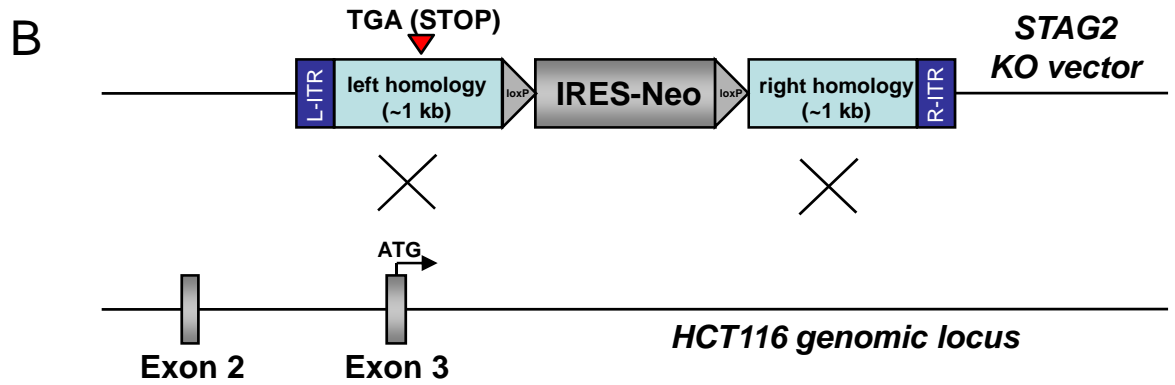 B
TGA (STOP)
STAG2
KO vector
L-ITR
left homology
(~1 kb)
loxP
IRES-Neo
loxP
right homology
(~1 kb)
R-ITR
ATG
HCT116 genomic locus
Exon 2
Exon 3